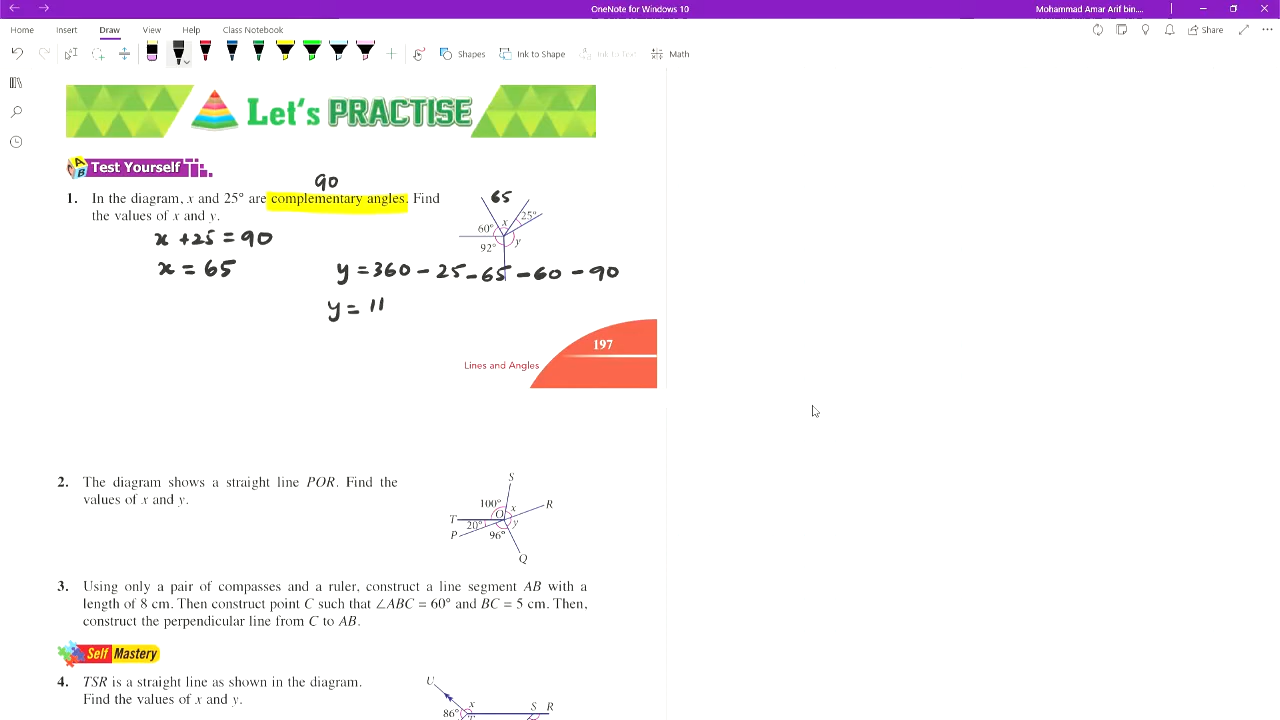 OneNote for Windows 10
Mohammad Amar Arif bin....
Home Insert Draw View Help Class Notebook
Share
Shapes Ink to Shape Ink to Text Math
Let's PRACTISE
A
B
Test Yourself
90
1. In the diagram, x and 25° are complementary angles. Find
the values of x and y.
65
x 25°
60°
92° y
x + 25 = 90
x = 65
y = 360 - 25 - 65 - 60 - 90
y = 11
197
Lines and Angles
2. The diagram shows a straight line POR. Find the
values of x and y.
S
100° x R
T O
20° y
P 96°
Q
3. Using only a pair of compasses and a ruler, construct a line segment AB with a
length of 8 cm. Then construct point C such that ∠ABC = 60° and BC = 5 cm. Then,
construct the perpendicular line from C to AB.
Self Mastery
4. TSR is a straight line as shown in the diagram.
Find the values of x and y.
U
x S R
86°